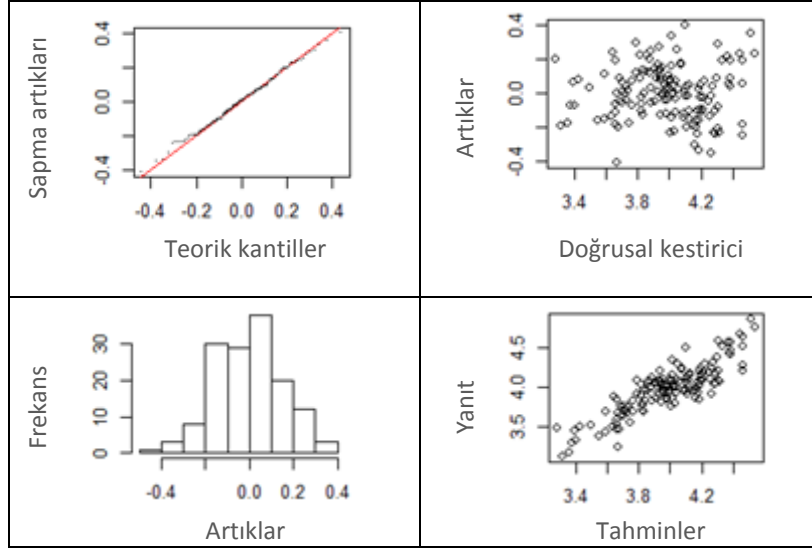 Sapma artıkları
0.4
0.0
-0.4
-0.4 -0.2 0.0 0.2 0.4
Teorik kantiller
Artıklar
0.4
0.0
-0.4
3.4 3.8 4.2
Doğrusal kestirici
Frekans
30
20
10
0
-0.4 0.0 0.2 0.4
Artıklar
Yanıt
4.5
4.0
3.5
3.4 3.8 4.2
Tahminler